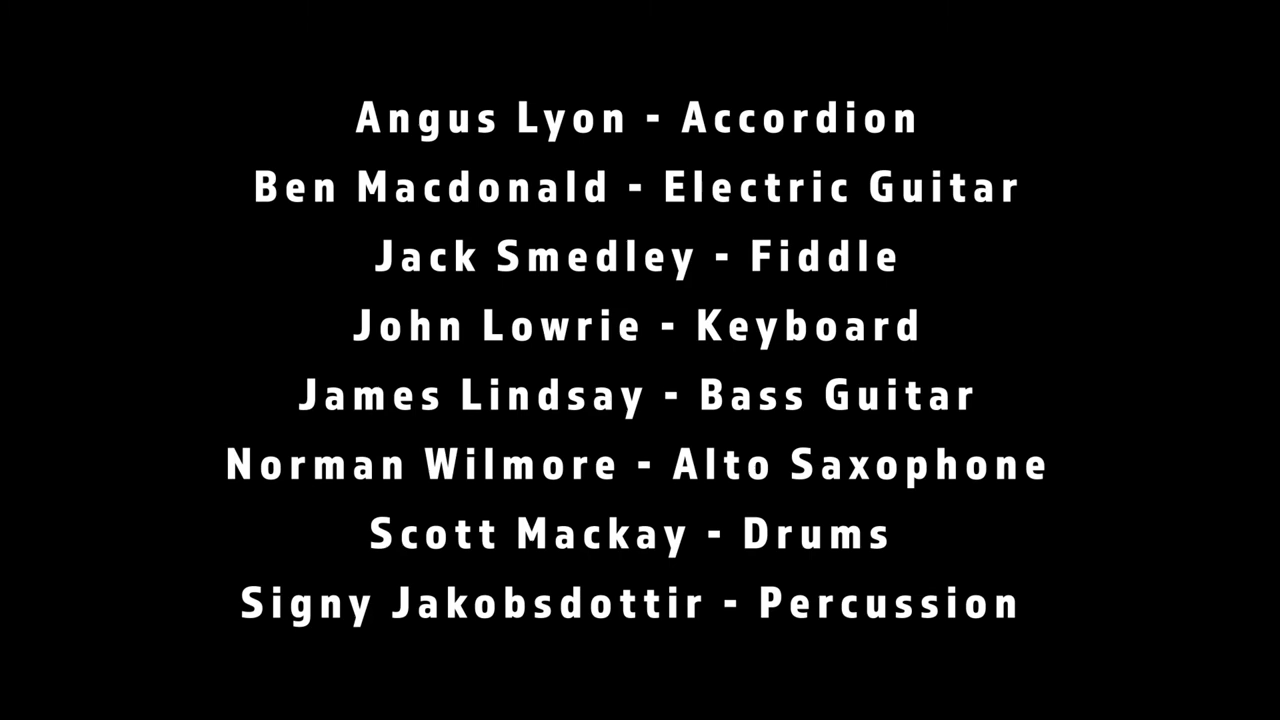 Angus Lyon - Accordion
Ben Macdonald - Electric Guitar
Jack Smedley - Fiddle
John Lowrie - Keyboard
James Lindsay - Bass Guitar
Norman Wilmore - Alto Saxophone
Scott Mackay - Drums
Signy Jakobsdottir - Percussion